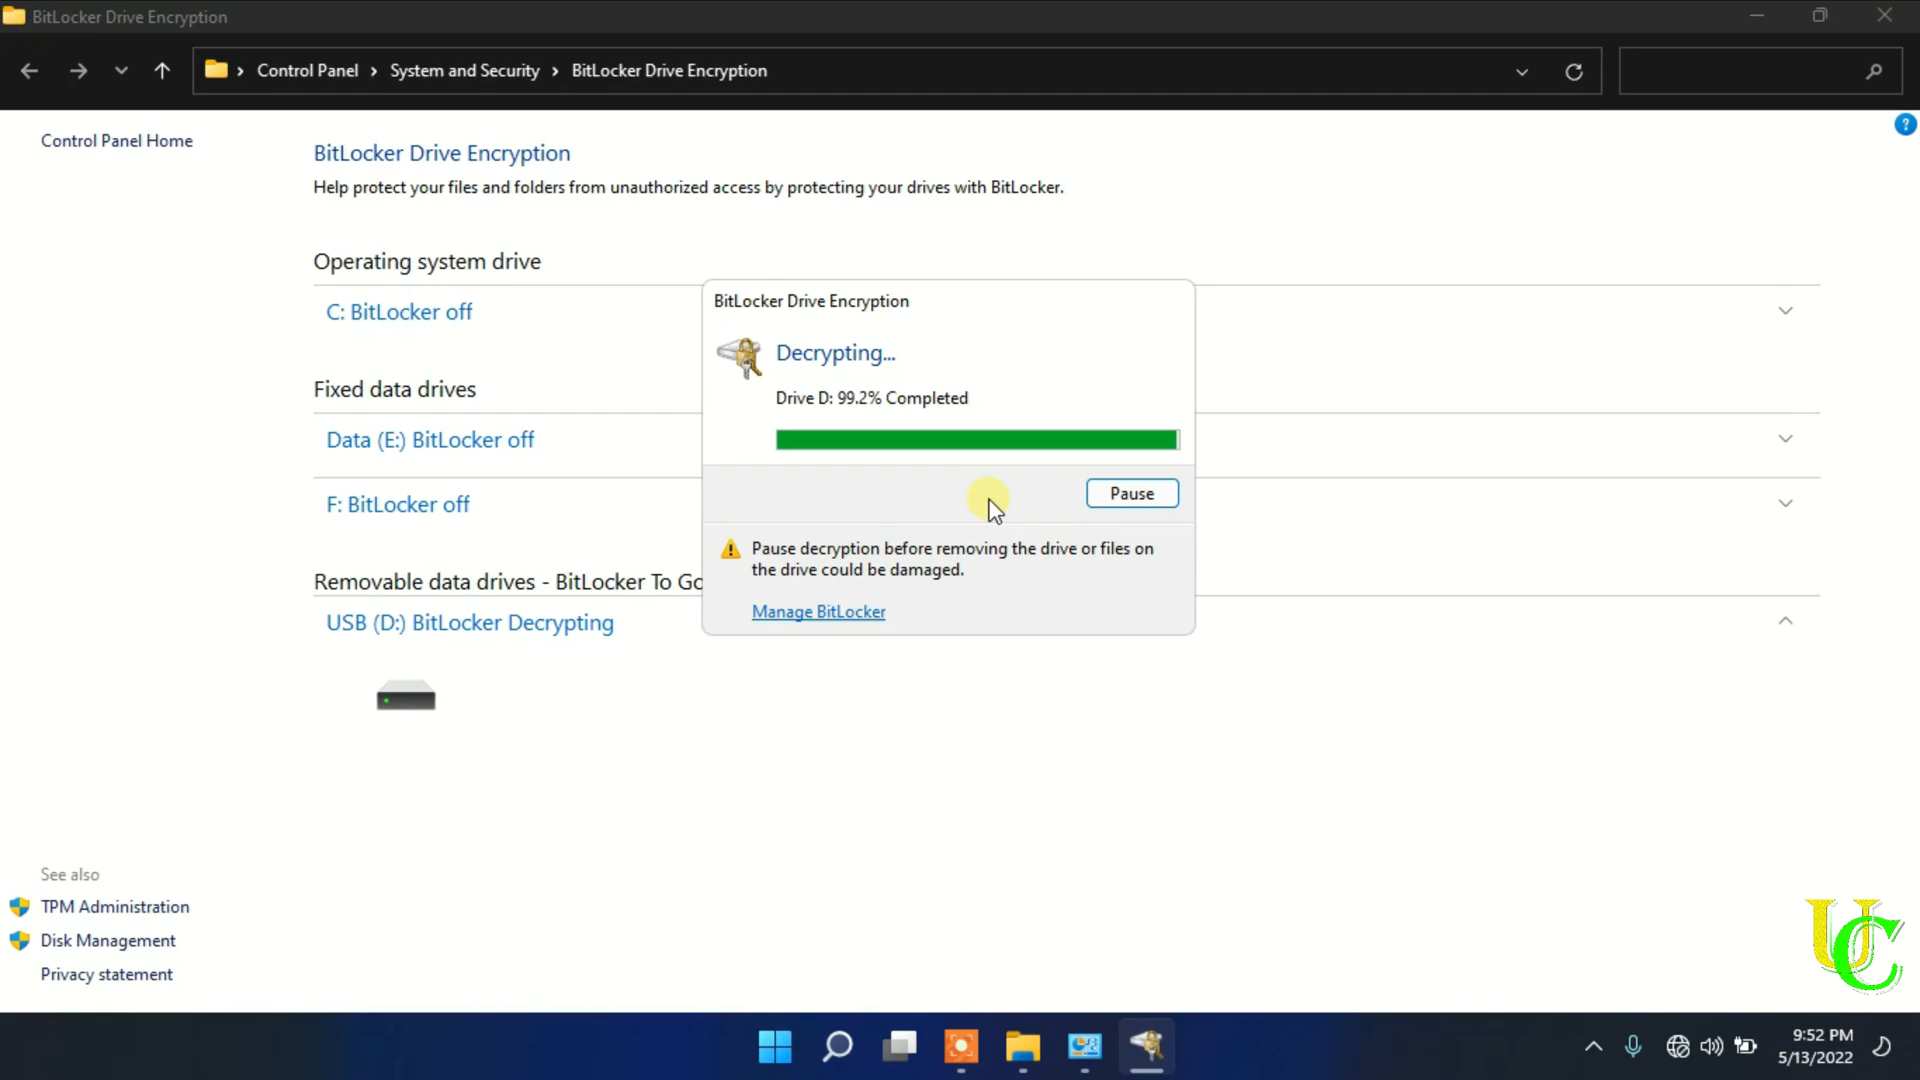 BitLocker Drive Encryption
Control Panel
System and Security
BitLocker Drive Encryption
Control Panel Home
BitLocker Drive Encryption
Help protect your files and folders from unauthorized access by protecting your drives with BitLocker.
Operating system drive
C: BitLocker off
Fixed data drives
Data (E:) BitLocker off
F: BitLocker off
Removable data drives - BitLocker To Go
USB (D:) BitLocker Decrypting
BitLocker Drive Encryption
Decrypting...
Drive D: 99.2% Completed
Pause
Pause decryption before removing the drive or files on
the drive could be damaged.
Manage BitLocker
See also
TPM Administration
Disk Management
Privacy statement
UC
9:52 PM
5/13/2022